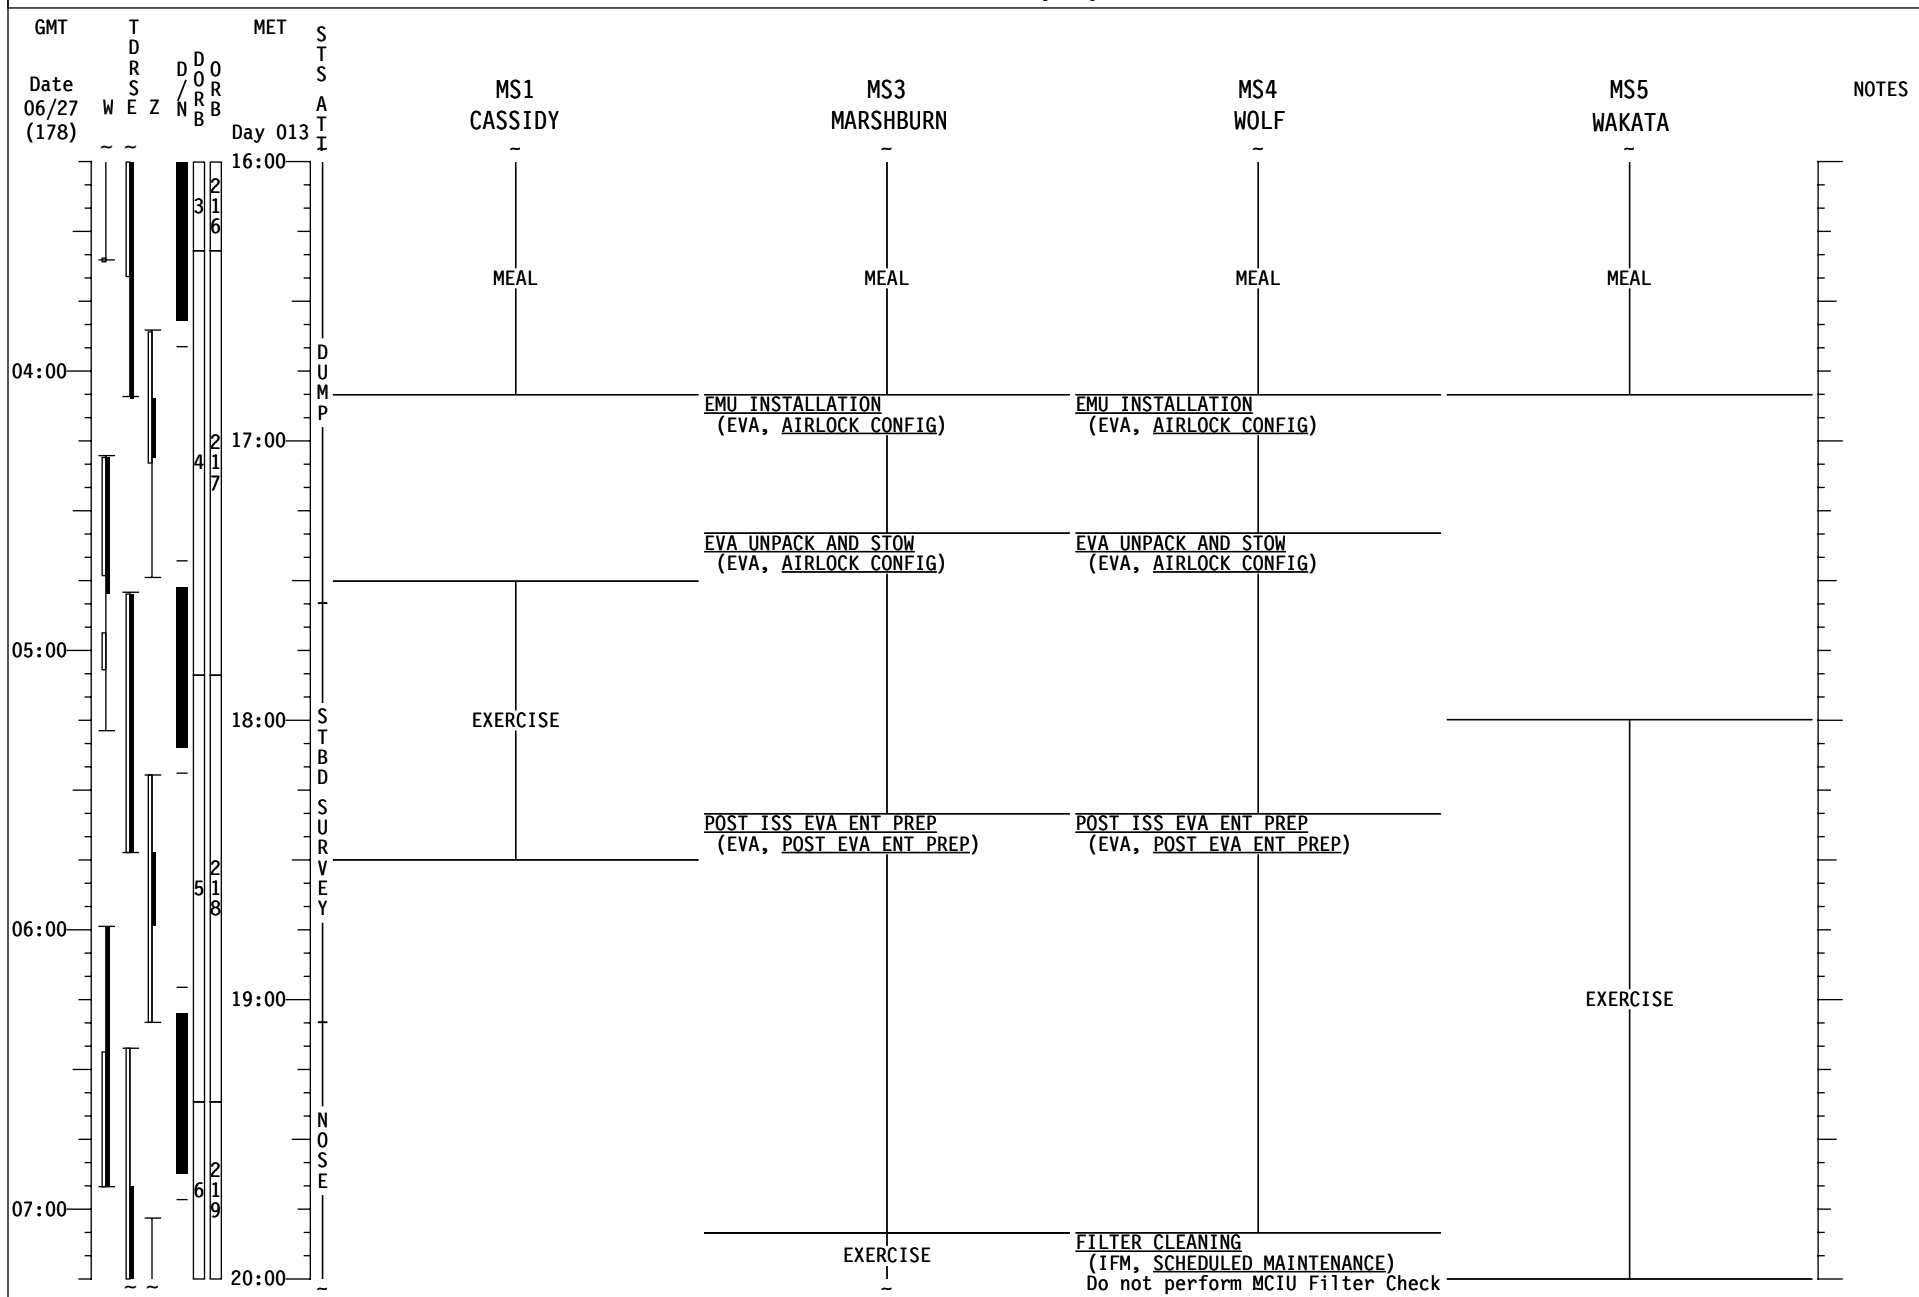 GMT
TDRS
MET
STS ATT
Date
06/27
(178)
W E Z
D/N
DORB
ORB
Day 013
MS1
CASSIDY
MS3
MARSHBURN
MS4
WOLF
MS5
WAKATA
NOTES
~ ~ ~ ~ ~ ~
16:00
3
216
MEAL MEAL MEAL MEAL
DUMP
04:00
EMU INSTALLATION
(EVA, AIRLOCK CONFIG)
EMU INSTALLATION
(EVA, AIRLOCK CONFIG)
17:00
4
217
EVA UNPACK AND STOW
(EVA, AIRLOCK CONFIG)
EVA UNPACK AND STOW
(EVA, AIRLOCK CONFIG)
05:00
18:00
EXERCISE
STBD SURVEY
POST ISS EVA ENT PREP
(EVA, POST EVA ENT PREP)
POST ISS EVA ENT PREP
(EVA, POST EVA ENT PREP)
5
218
06:00
19:00
EXERCISE
NOSE
6
219
07:00
EXERCISE
FILTER CLEANING
(IFM, SCHEDULED MAINTENANCE)
Do not perform MCIU Filter Check
20:00
~ ~ ~ ~